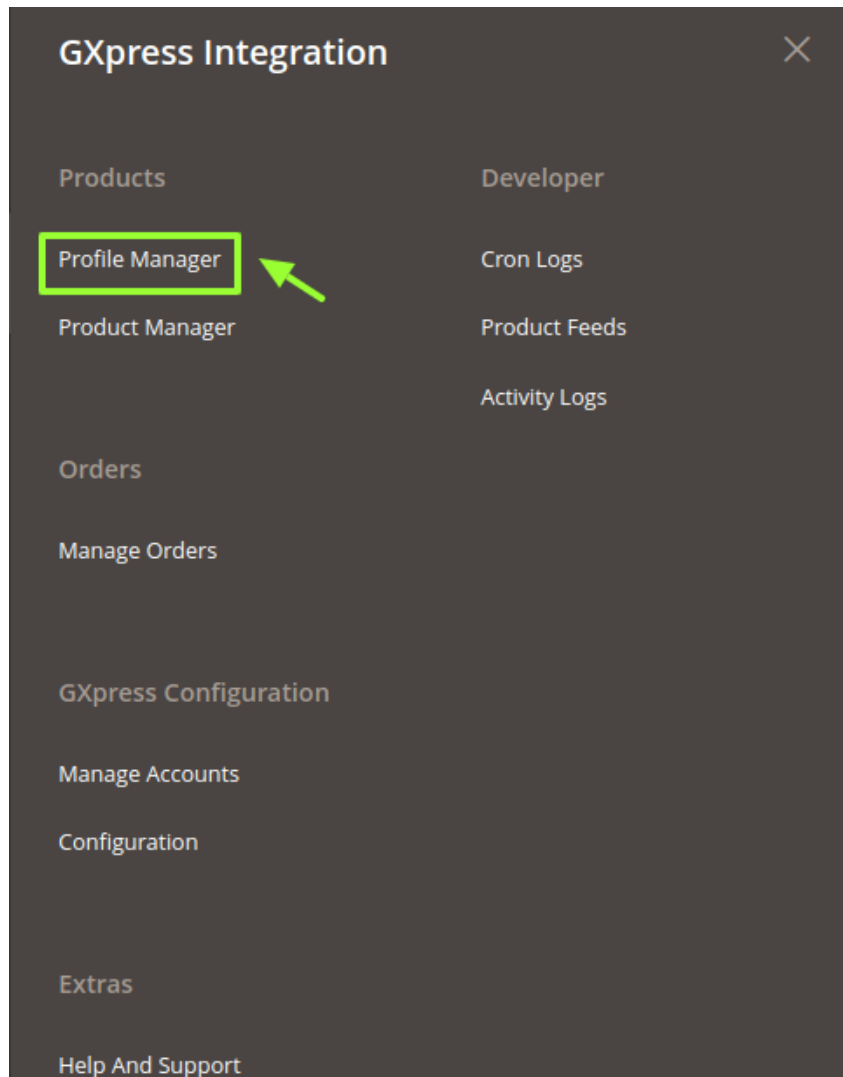 GXpress Integration
Products
Profile Manager
Product Manager
Orders
Manage Orders
GXpress Configuration
Manage Accounts
Configuration
Extras
Help And Support
Developer
Cron Logs
Product Feeds
Activity Logs